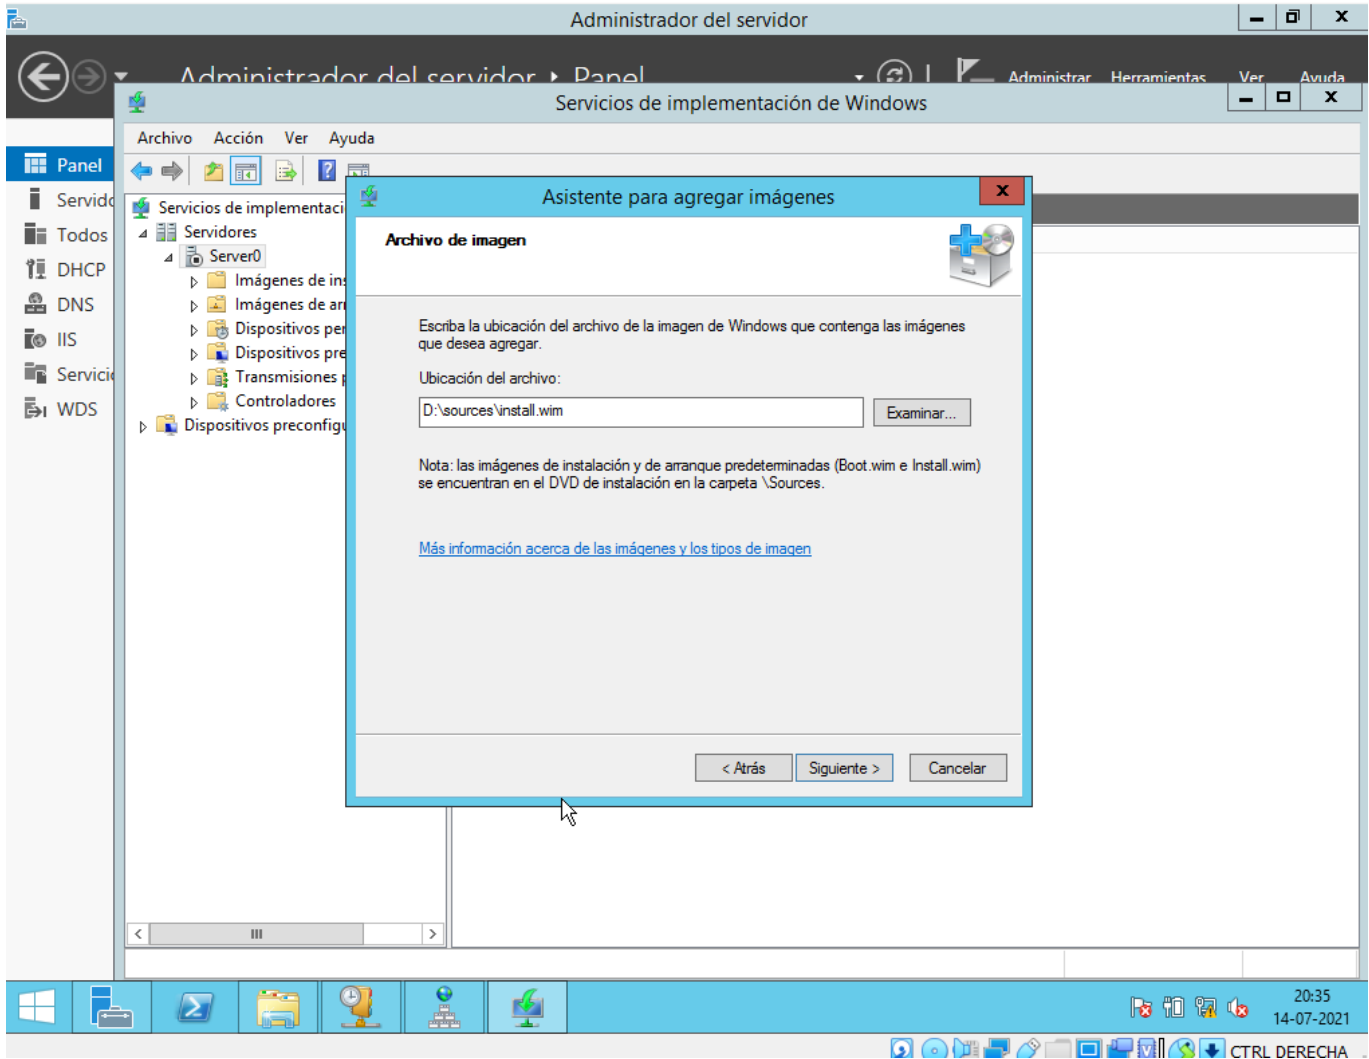 Administrador del servidor
Administrador del servidor ‣ Panel
Administrar Herramientas Ver Ayuda
Servicios de implementación de Windows
Archivo Acción Ver Ayuda
Panel
Todos
DHCP
DNS
IIS
WDS
Servicios de implementaci
Servidores
Server0
Imágenes de ins
Imágenes de arr
Dispositivos per
Dispositivos pre
Transmisiones p
Controladores
Dispositivos preconfigu
Asistente para agregar imágenes
Archivo de imagen
Escriba la ubicación del archivo de la imagen de Windows que contenga las imágenes
que desea agregar.
Ubicación del archivo:
D:\sources\install.wim
Examinar...
Nota: las imágenes de instalación y de arranque predeterminadas (Boot.wim e Install.wim)
se encuentran en el DVD de instalación en la carpeta \Sources.
Más información acerca de las imágenes y los tipos de imagen
< Atrás Siguiente > Cancelar
20:35
14-07-2021
CTRL DERECHA